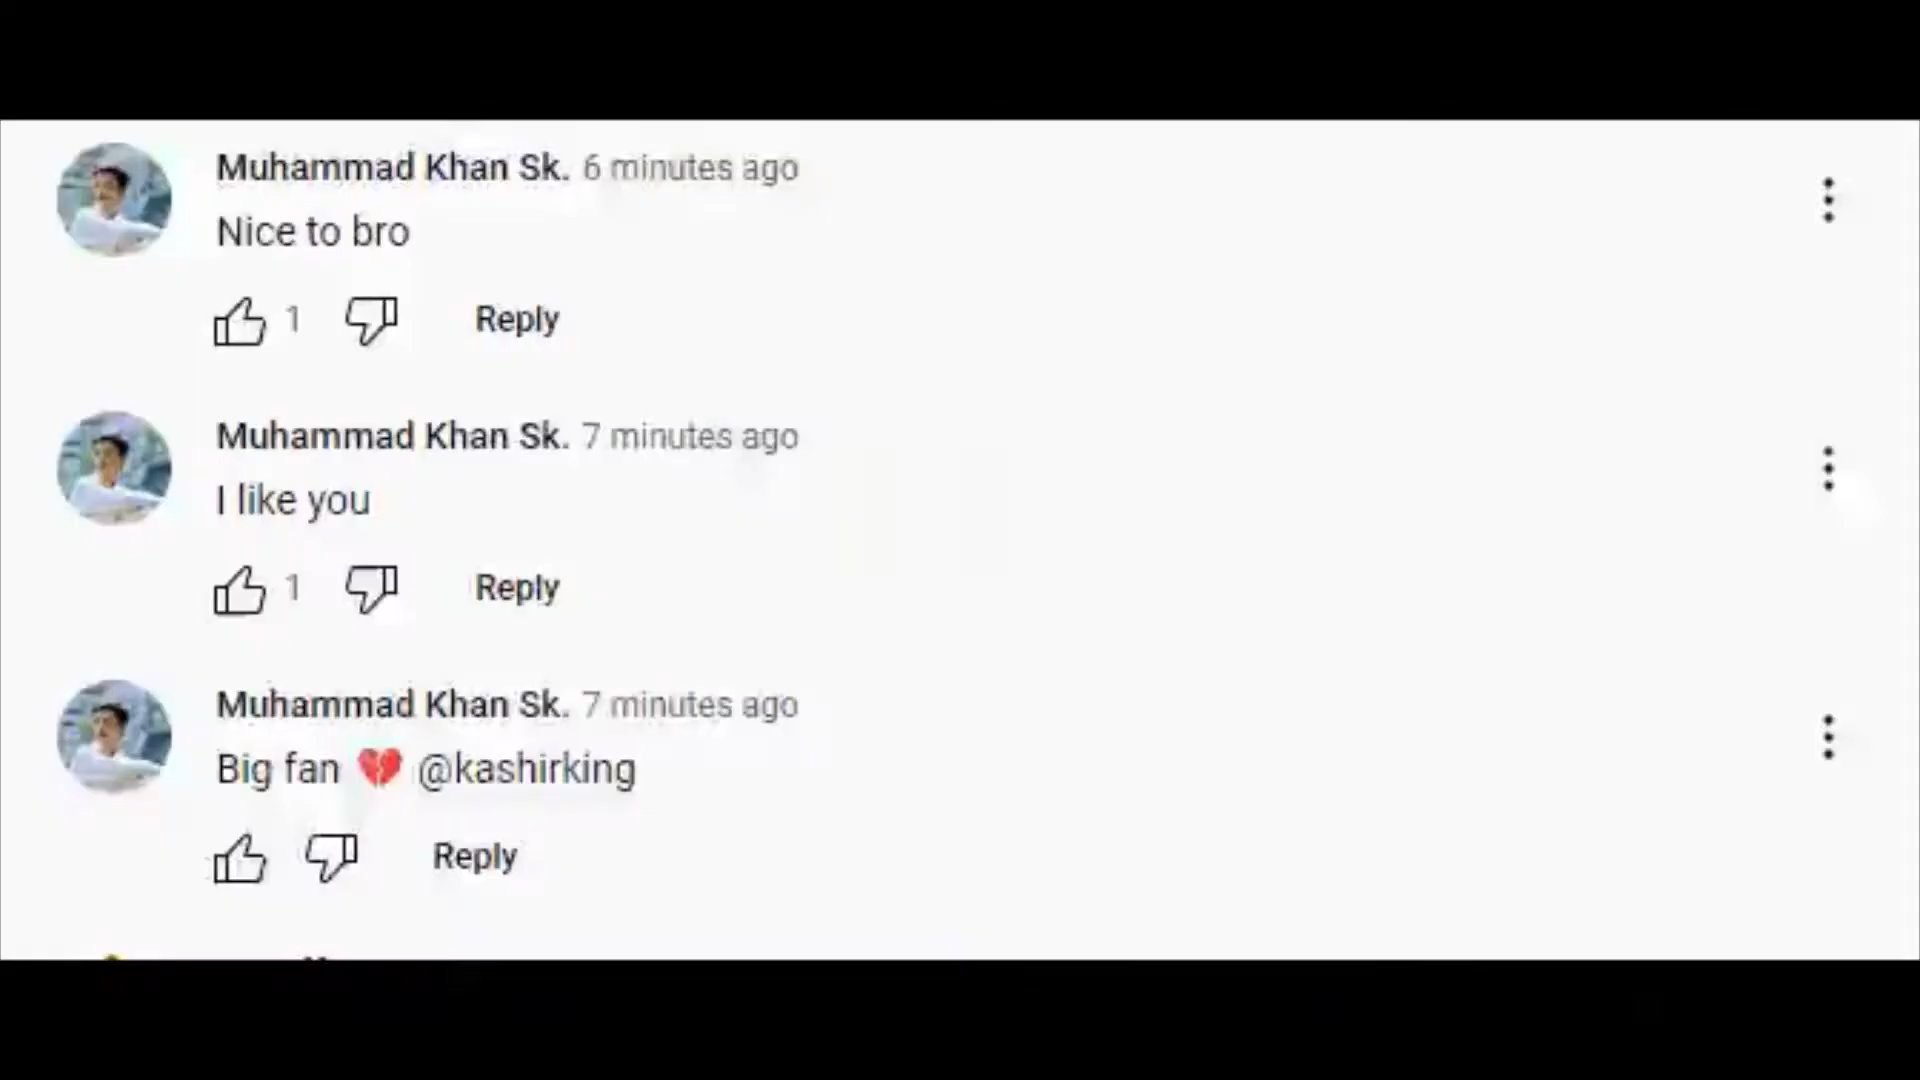 Muhammad Khan Sk. 6 minutes ago
Nice to bro
1 Reply
Muhammad Khan Sk. 7 minutes ago
I like you
1 Reply
Muhammad Khan Sk. 7 minutes ago
Big fan 💔 @kashirking
Reply